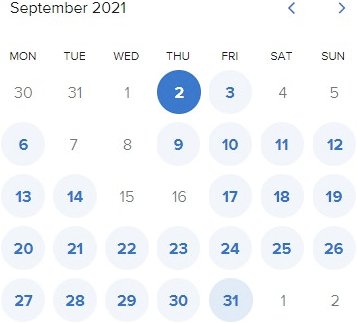 September 2021
MON TUE WED THU FRI SAT SUN
30 31 1 2 3 4 5
6 7 8 9 10 11 12
13 14 15 16 17 18 19
20 21 22 23 24 25 26
27 28 29 30 31 1 2